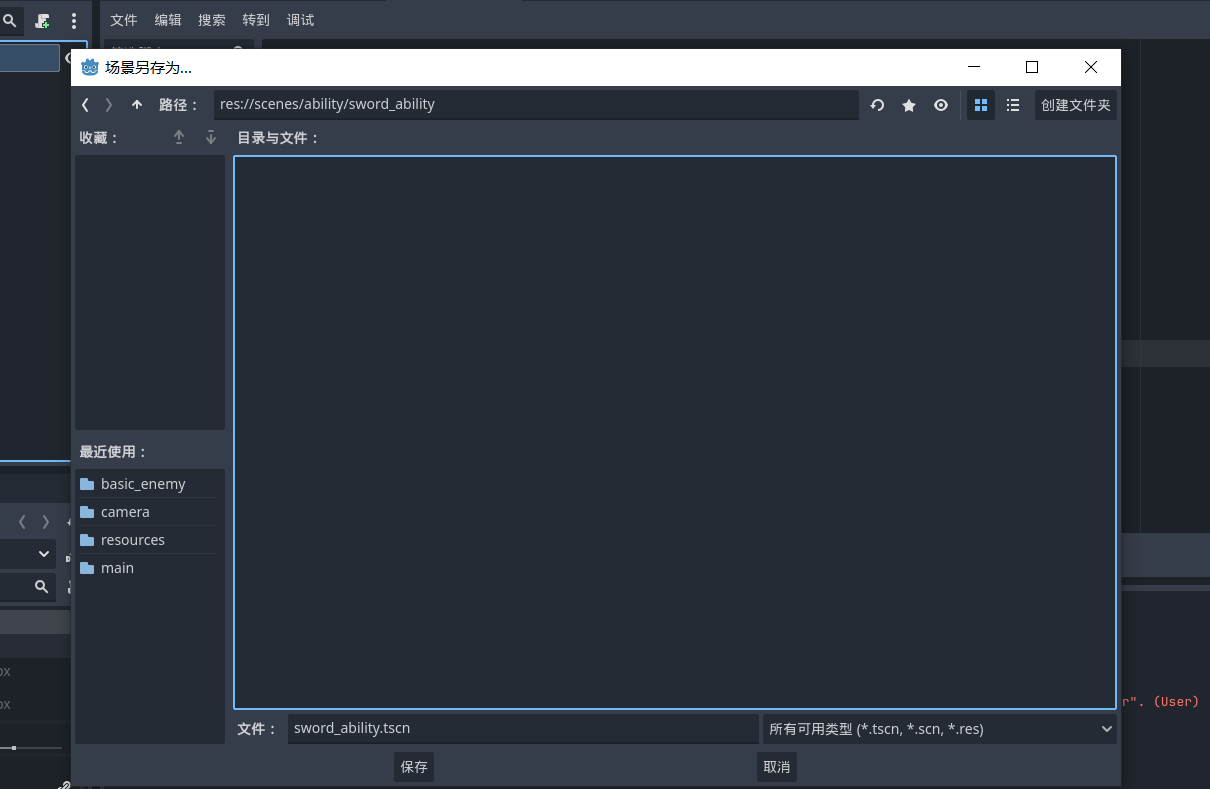 文件 编辑 搜索 转到 调试
场景另存为...
路径： res://scenes/ability/sword_ability 创建文件夹
收藏： 目录与文件：
最近使用：
basic_enemy
camera
resources
main
px
px
r". (User)
文件： sword_ability.tscn 所有可用类型 (*.tscn, *.scn, *.res)
保存 取消